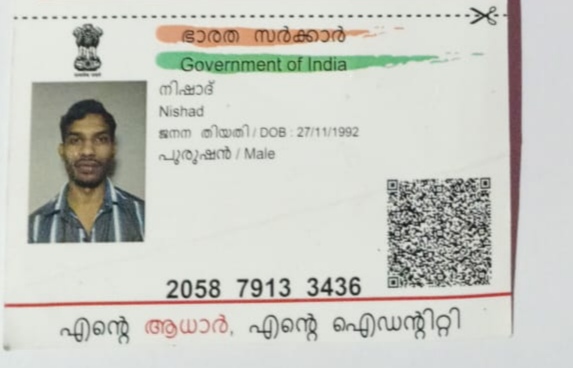 ഭാരത സർക്കാർ
Government of India
നിഷാദ്
Nishad
ജനന തിയതി / DOB : 27/11/1992
പുരുഷൻ / Male
2058 7913 3436
എന്റെ ആധാർ, എന്റെ ഐഡന്റിറ്റി